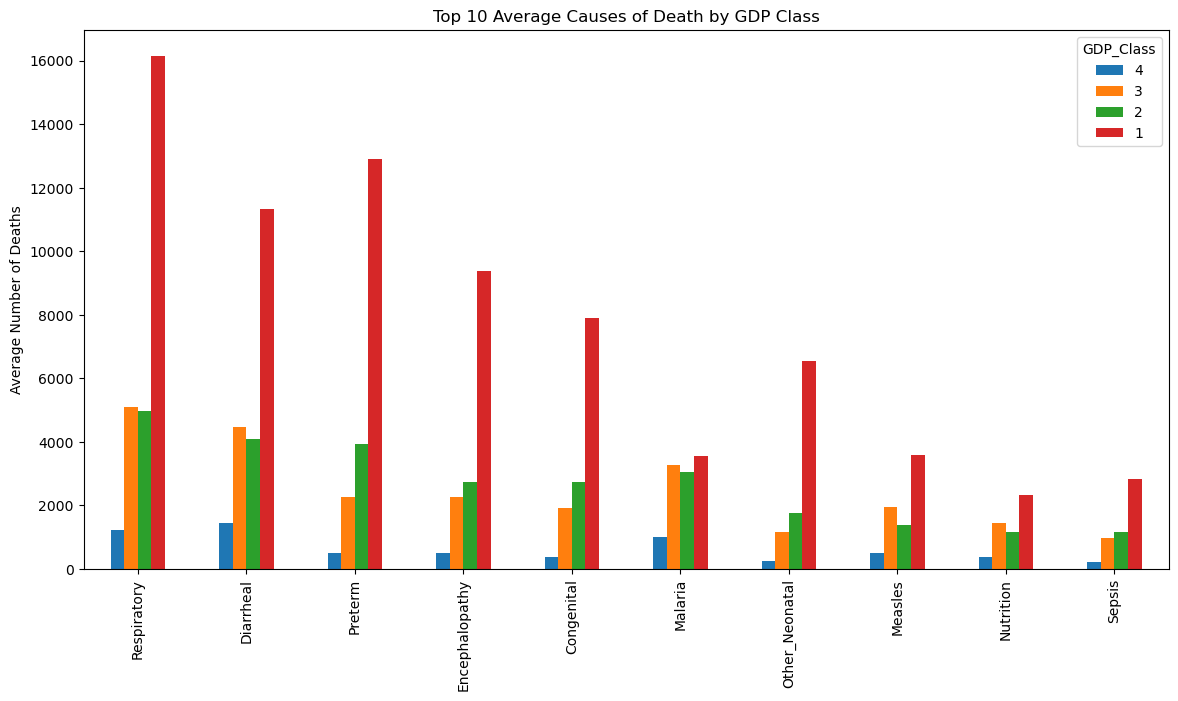 Top 10 Average Causes of Death by GDP Class
GDP_Class
4
3
2
1
Average Number of Deaths
16000
14000
12000
10000
8000
6000
4000
2000
0
Respiratory
Diarrheal
Preterm
Encephalopathy
Congenital
Malaria
Other_Neonatal
Measles
Nutrition
Sepsis